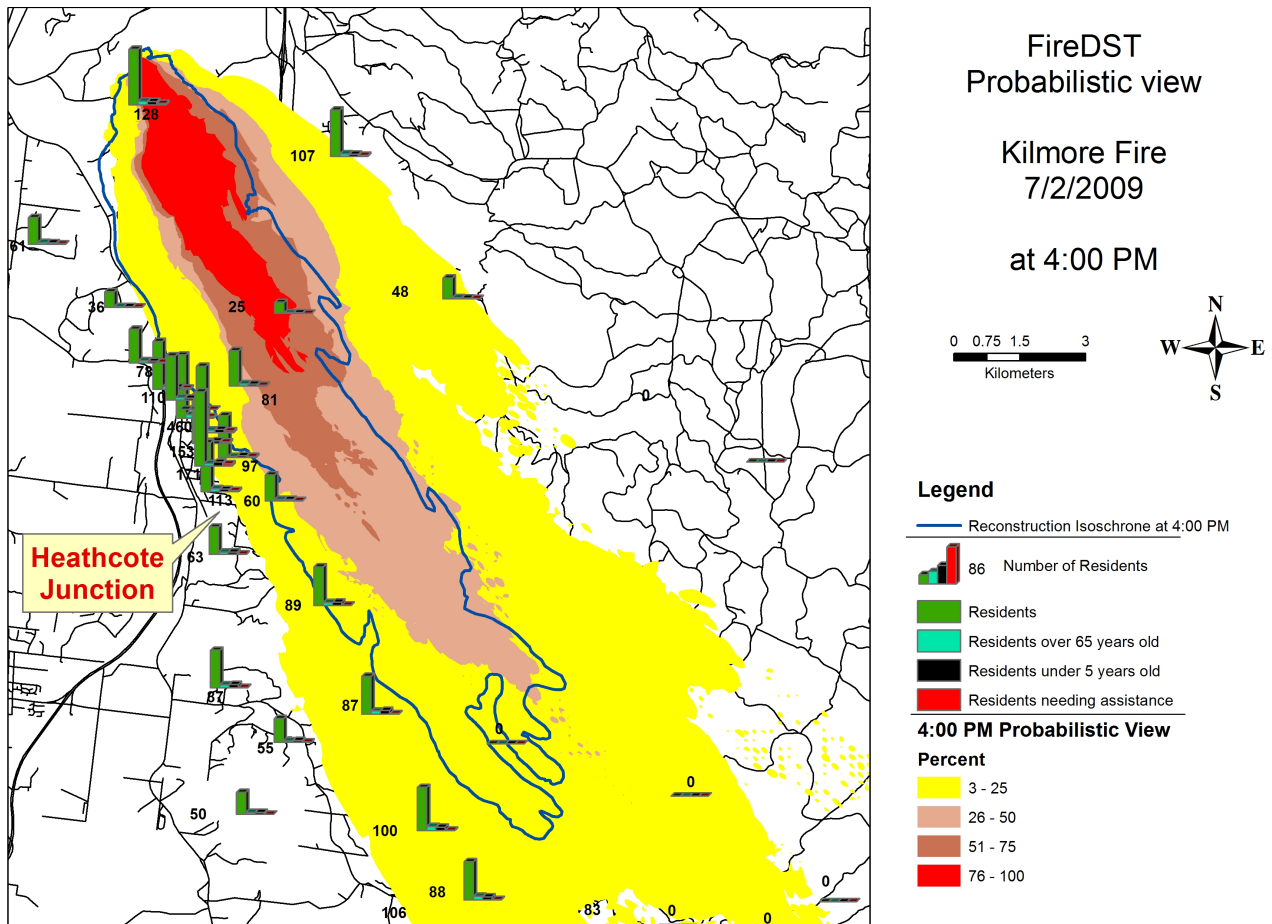 128
107
61
48
36
25
78
81
110
0
460
153
97
171
60
113
63
Heathcote
Junction
89
87
87
0
55
0
50
100
88
0
106
83
0
0
FireDST
Probabilistic view
Kilmore Fire
7/2/2009
at 4:00 PM
N
W E
S
0 0.75 1.5 3
Kilometers
Legend
Reconstruction Isoschrone at 4:00 PM
86 Number of Residents
Residents
Residents over 65 years old
Residents under 5 years old
Residents needing assistance
4:00 PM Probabilistic View
Percent
3 - 25
26 - 50
51 - 75
76 - 100